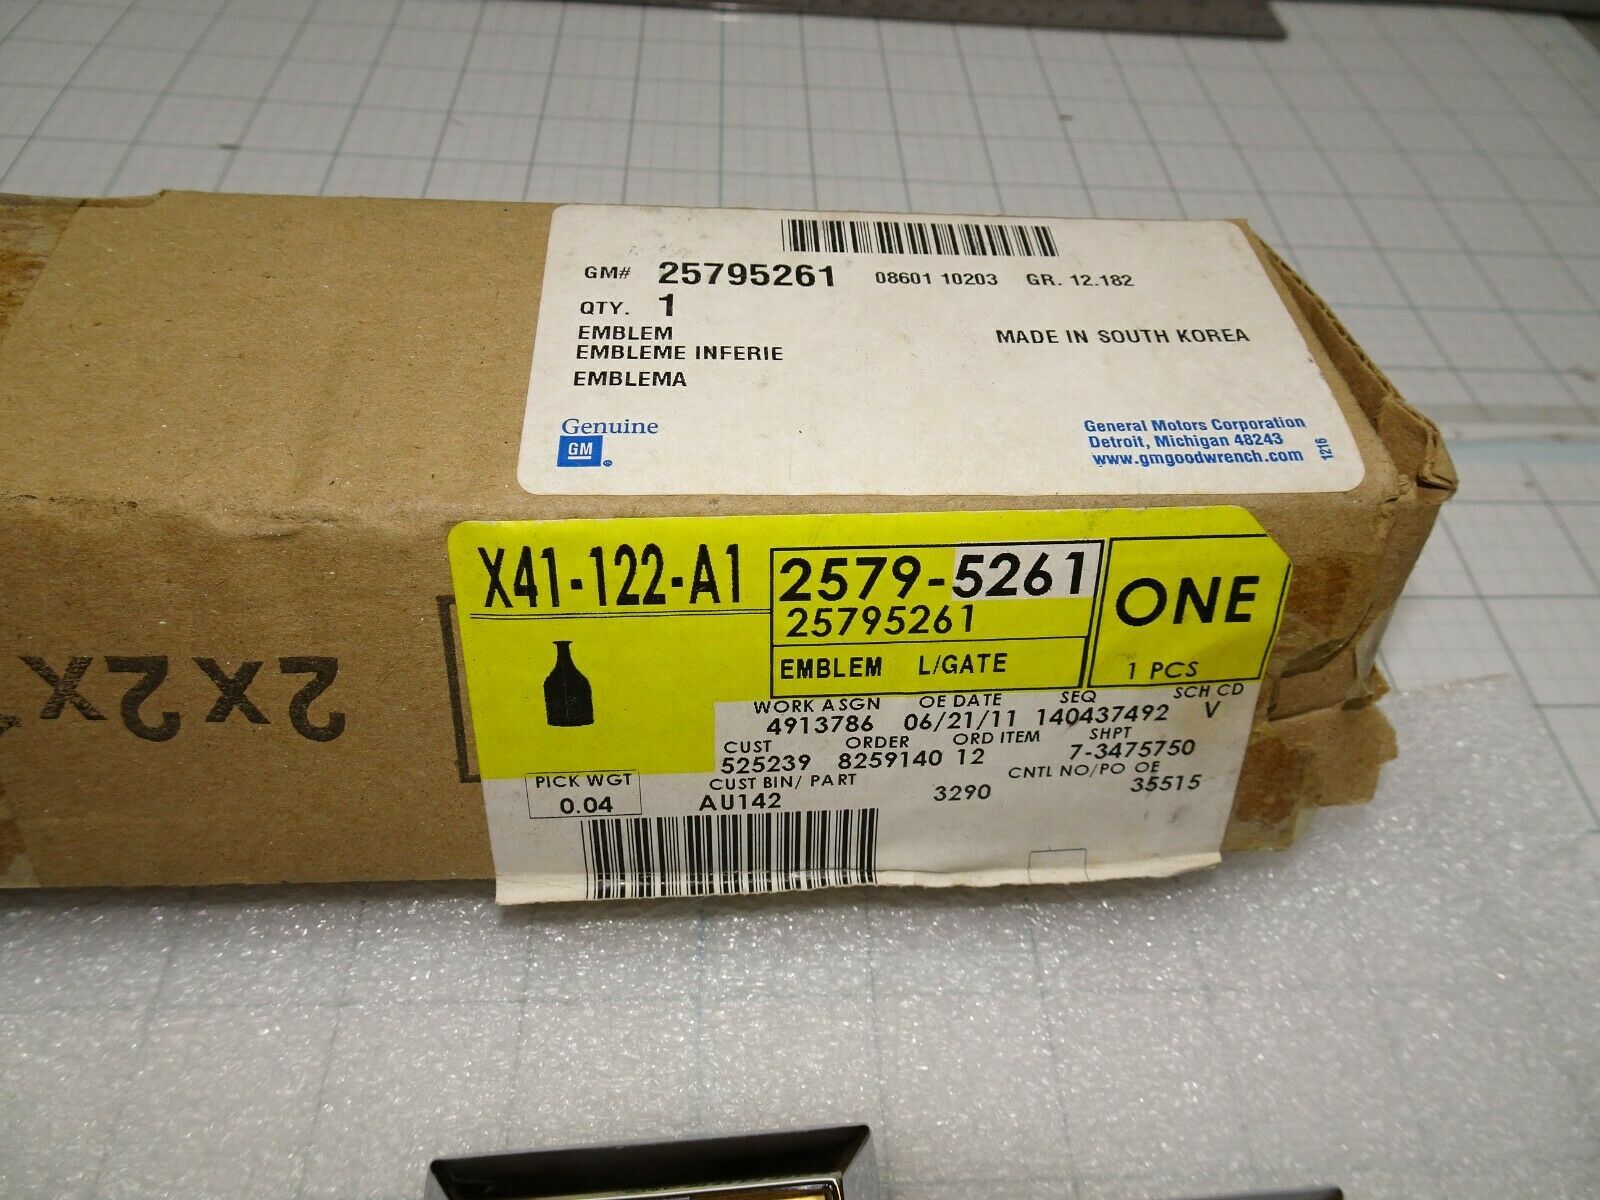 GM# 25795261 08601 10203 GR. 12.182
QTY. 1
EMBLEM
EMBLEME INFERIE
MADE IN SOUTH KOREA
EMBLEMA
Genuine
GM
General Motors Corporation
Detroit, Michigan 48243
www.gmgoodwrench.com
1216
X41-122-A1
2579-5261
25795261
EMBLEM L/GATE
ONE
1 PCS
WORK ASGN OE DATE SEQ SCH CD
4913786 06/21/11 140437492 V
CUST ORDER ORD ITEM SHPT
525239 8259140 12 7-3475750
PICK WGT
0.04
CUST BIN/ PART CNTL NO/PO OE
AU142 3290 35515
2x2x